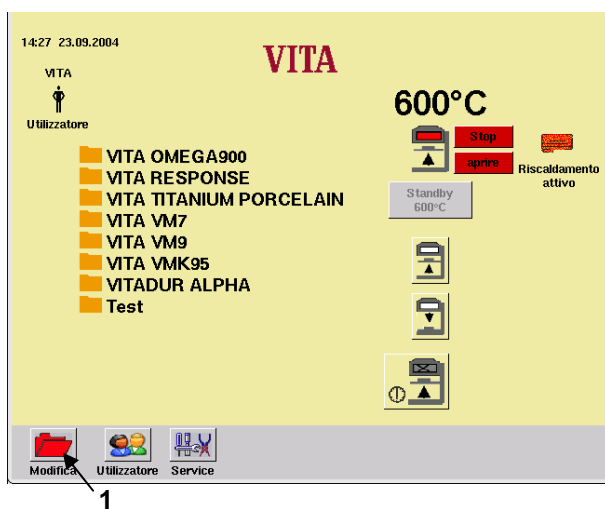 14:27 23.09.2004
VITA
VITA
Utilizzatore
600°C
Stop
aprire
Riscaldamento
attivo
Standby
600°C
VITA OMEGA900
VITA RESPONSE
VITA TITANIUM PORCELAIN
VITA VM7
VITA VM9
VITA VMK95
VITADUR ALPHA
Test
Modifica
Utilizzatore
Service
1